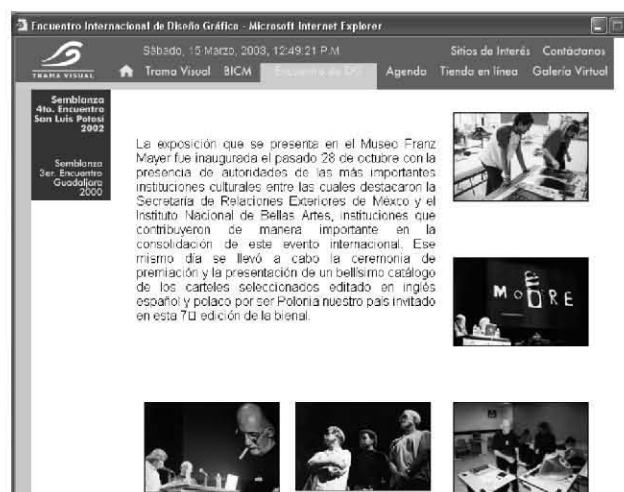 Encuentro Internacional de Diseño Gráfico - Microsoft Internet Explorer
Sábado, 15 Marzo, 2003, 12:49:21 P.M.
Sitios de Interés Contáctanos
TRAMA VISUAL
Trama Visual BICM Encuentro de DG Agenda Tienda en línea Galería Virtual
Semblanza
4to. Encuentro
San Luis Potosí
2002
Semblanza
3er. Encuentro
Guadalajara
2000
La exposición que se presenta en el Museo Franz
Mayer fue inaugurada el pasado 28 de octubre con la
presencia de autoridades de las más importantes
instituciones culturales entre las cuales destacaron la
Secretaría de Relaciones Exteriores de México y el
Instituto Nacional de Bellas Artes, instituciones que
contribuyeron de manera importante en la
consolidación de este evento internacional. Ese
mismo día se llevó a cabo la ceremonia de
premiación y la presentación de un bellísimo catálogo
de los carteles seleccionados editado en inglés
español y polaco por ser Polonia nuestro país invitado
en esta 7□ edición de la bienal.
MOERE